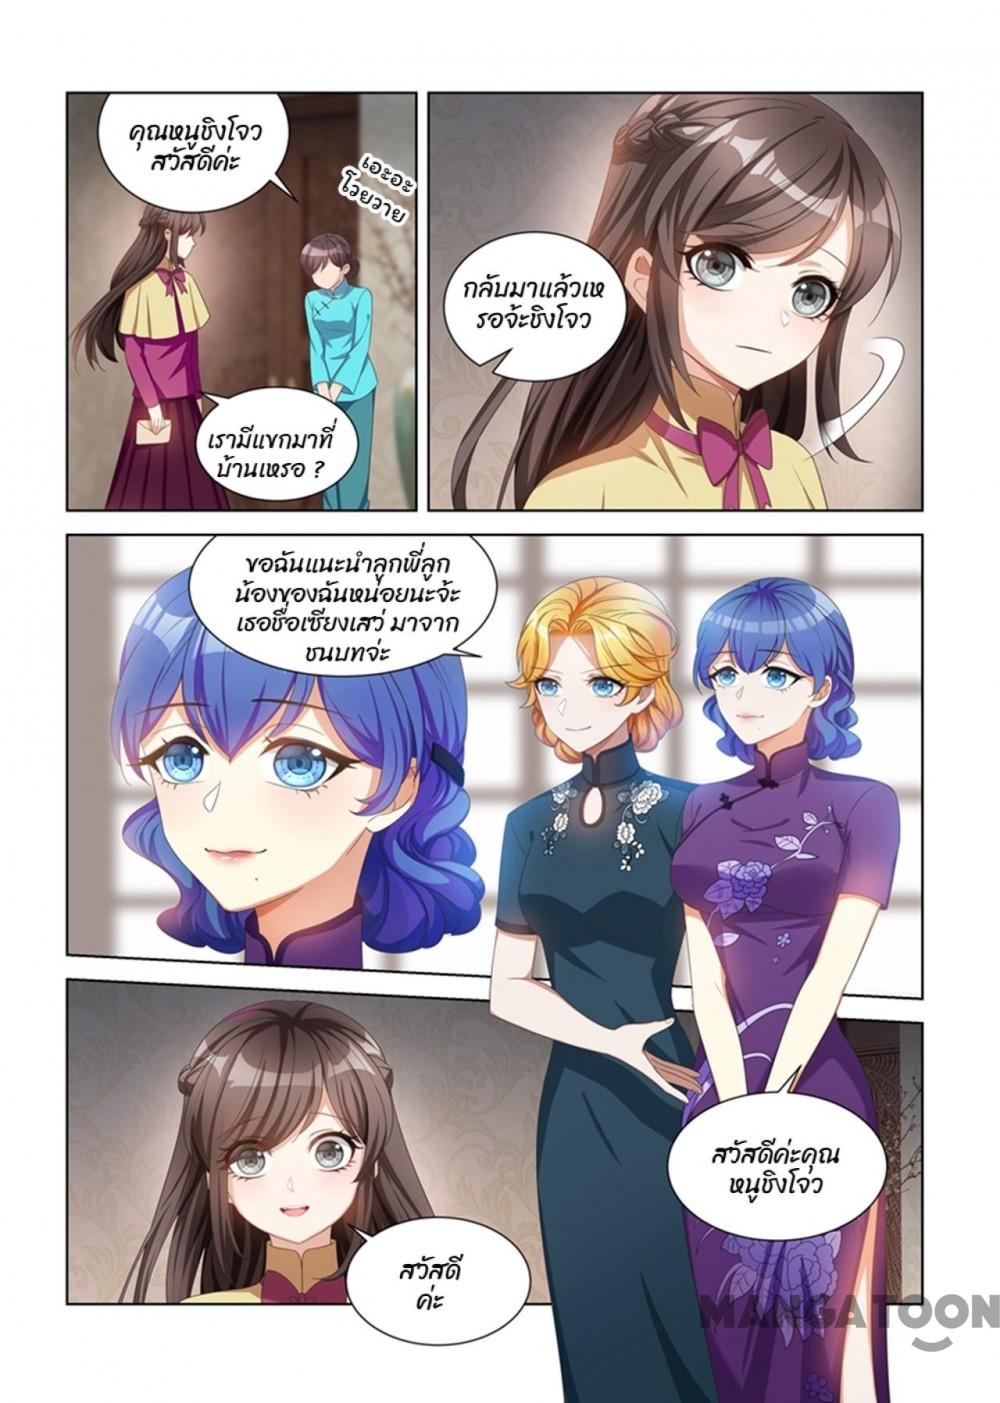 คุณหนูชิงโจว
สวัสดีค่ะ
เอะอะ
โวยวาย
เรามีแขกมาที่
บ้านเหรอ ?
กลับมาแล้วเห
รอจ้ะชิงโจว
ขอฉันแนะนำลูกพี่ลูก
น้องของฉันหน่อยนะจ้ะ
เธอชื่อเซียงเสว่ มาจาก
ชนบทจ่ะ
สวัสดีค่ะคุณ
หนูชิงโจว
สวัสดี
ค่ะ
MANGATOON